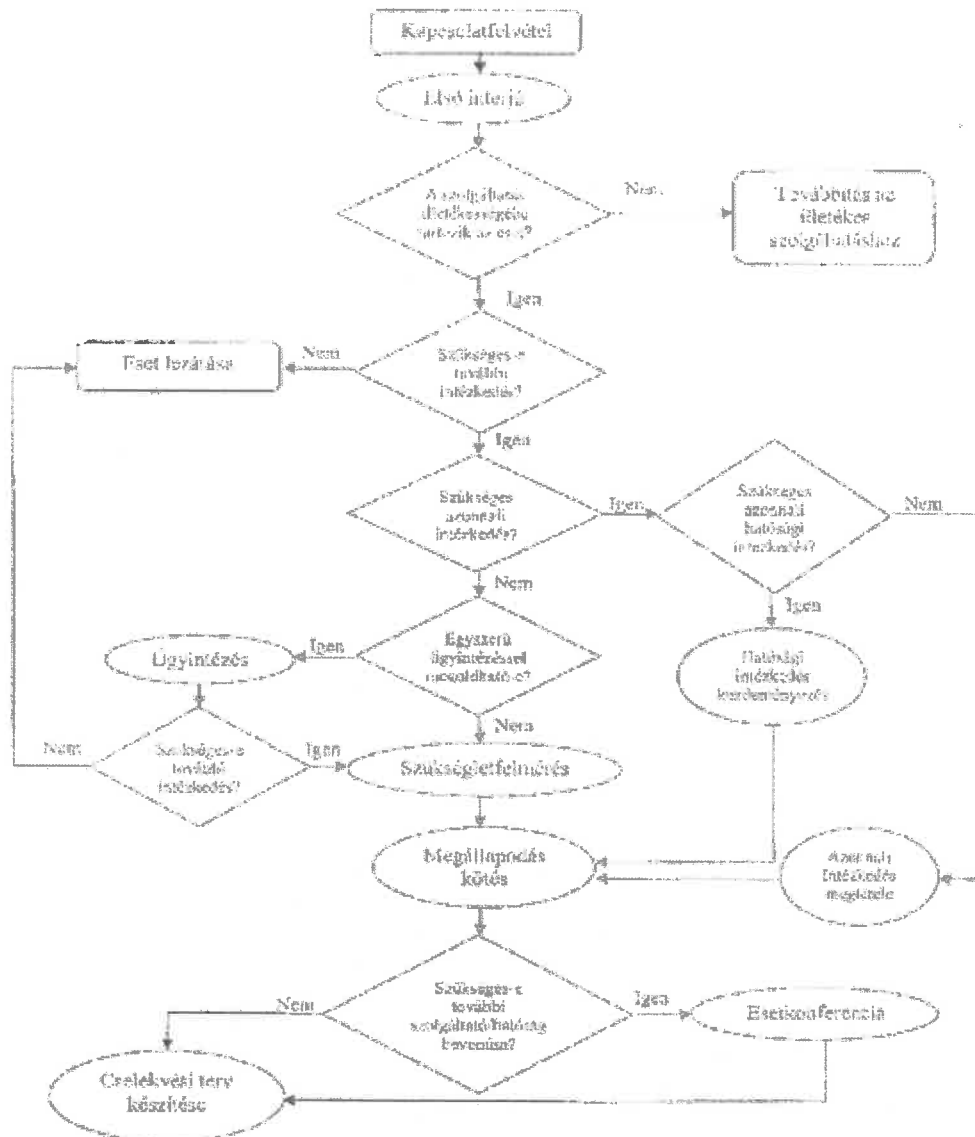 Kapcsolatfelvétel
Első interjú
A szolgáltatás
illetékességébe
tartozik az eset?
Nem
Továbbítás az
illetékes
szolgáltatáshoz
Igen
Eset lezárása
Nem
Szükséges-e
további
intézkedés?
Igen
Szükséges
azonnali
intézkedés?
Igen
Szükséges
azonnali
hatósági
intézkedés?
Nem
Nem
Igen
Ügyintézés
Igen
Egyszerű
ügyintézéssel
megoldható-e?
Hatósági
intézkedés
kezdeményezés
Nem
Nem
Szükséges-e
további
intézkedés?
Igen
Szükségletfelmérés
Megállapodás
kötés
Azonnali
intézkedés
megtétele
Nem
Szükséges-e
további
szolgáltató/hatóság
bevonása?
Igen
Esetkonferencia
Cselekvési terv
készítése